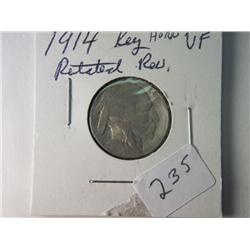 1914 Key Horn VF
Rotated Rev.
235